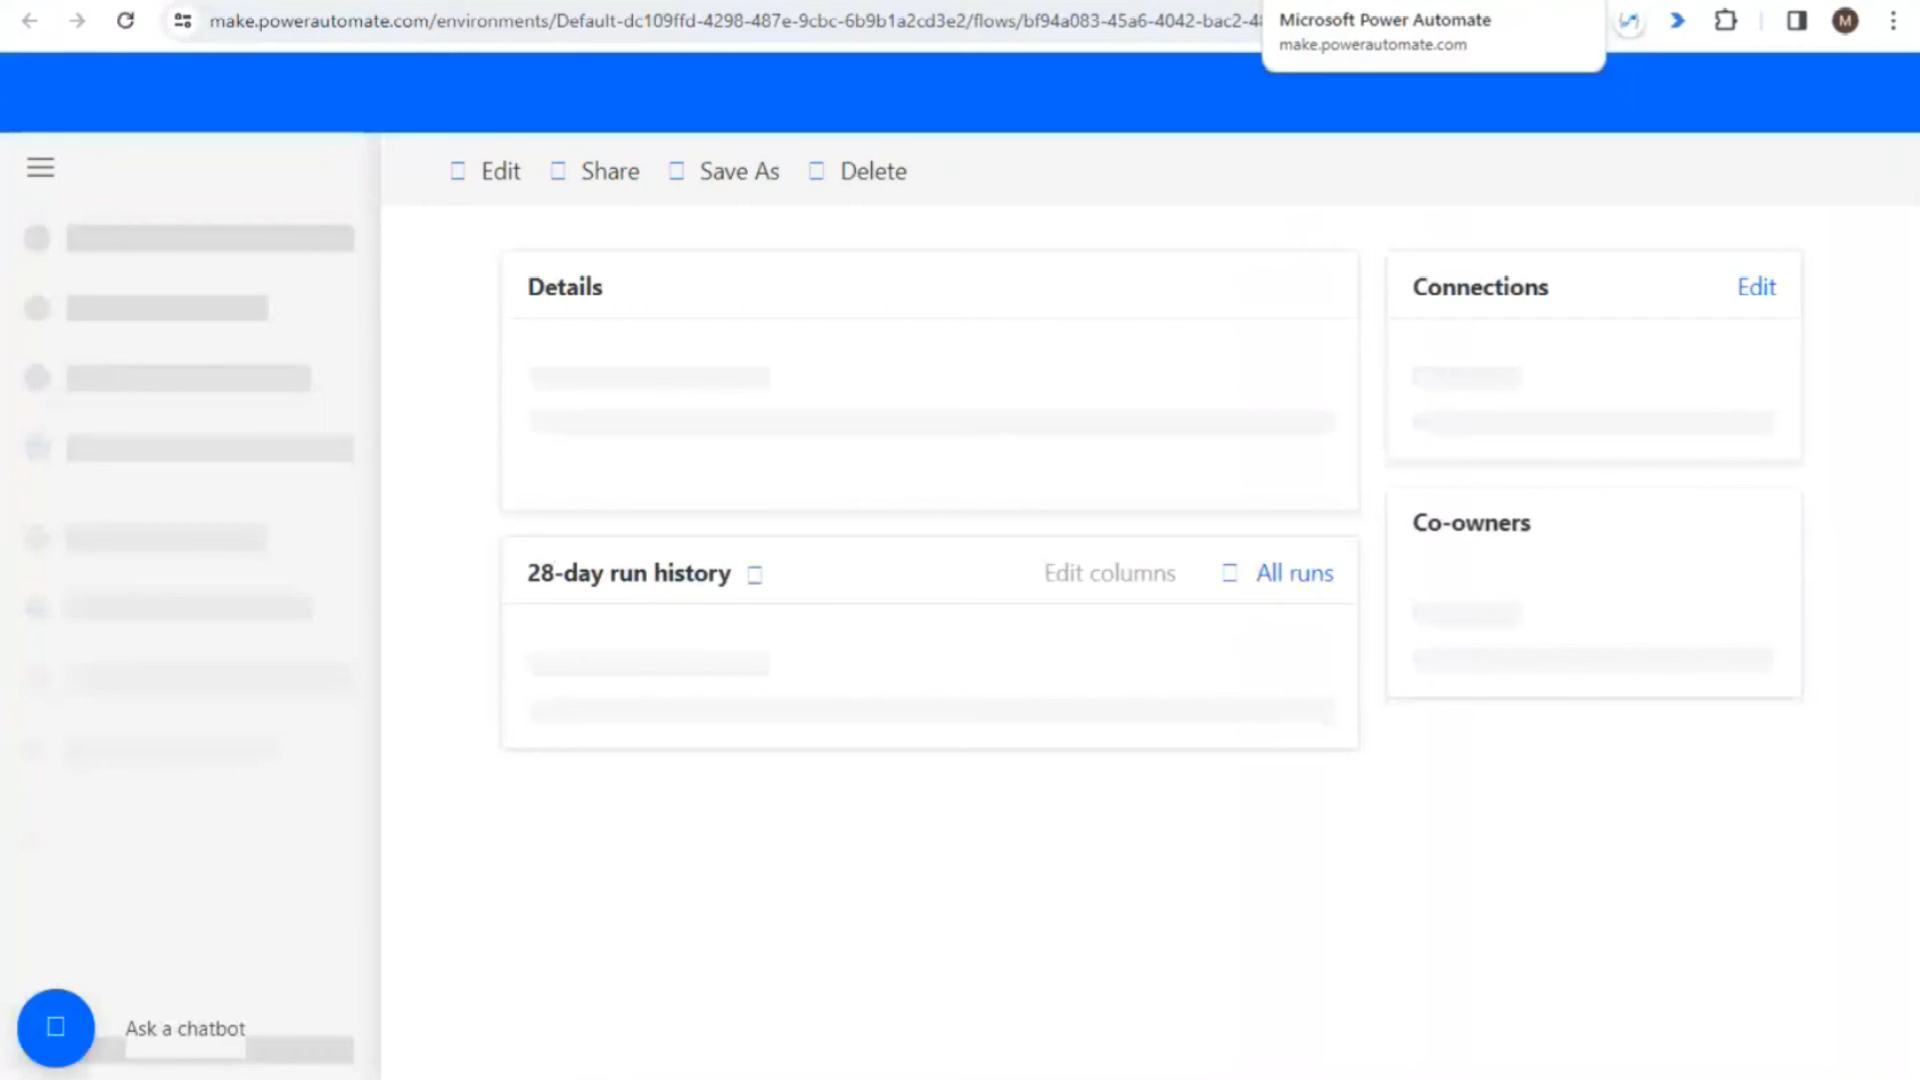 make.powerautomate.com/environments/Default-dc109ffd-4298-487e-9cbc-6b9b1a2cd3e2/flows/bf94a083-45a6-4042-bac2-4
Microsoft Power Automate
make.powerautomate.com
M
Edit
Share
Save As
Delete
Details
Connections
Edit
Co-owners
28-day run history
Edit columns
All runs
Ask a chatbot